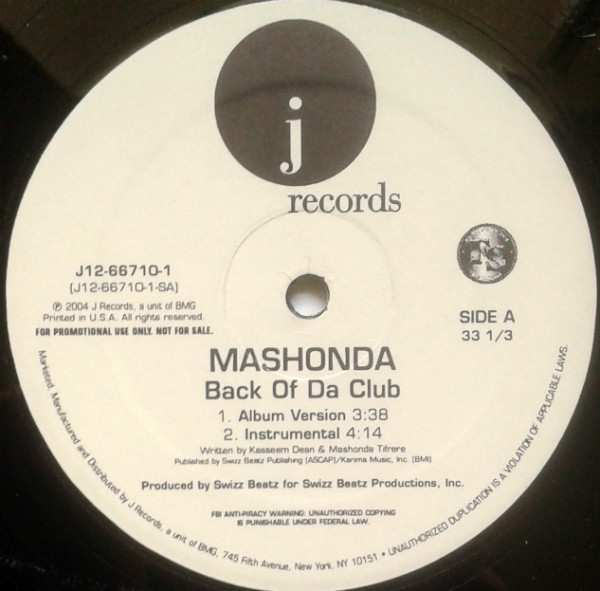 j
records
J12-66710-1
(J12-66710-1-SA)
℗ 2004 J Records, a unit of BMG
Printed in U.S.A. All rights reserved.
FOR PROMOTIONAL USE ONLY. NOT FOR SALE.
SIDE A
33 1/3
MASHONDA
Back Of Da Club
1. Album Version 3:38
2. Instrumental 4:14
Written by Kasseem Dean & Mashonda Tifrere
Published by Swizz Beatz Publishing (ASCAP)/Karima Music, Inc. (BMI)
Produced by Swizz Beatz for Swizz Beatz Productions, Inc.
FBI ANTI-PIRACY WARNING: UNAUTHORIZED COPYING
IS PUNISHABLE UNDER FEDERAL LAW.
Marketed, Manufactured and Distributed by J Records, a unit of BMG, 745 Fifth Avenue, New York, NY 10151 • UNAUTHORIZED DUPLICATION IS A VIOLATION OF APPLICABLE LAWS.